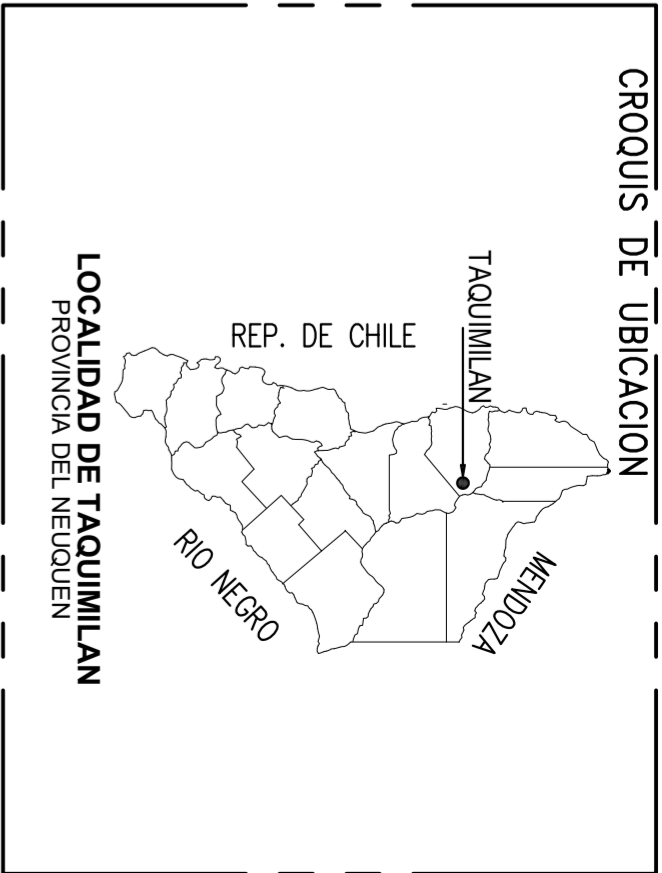 CROQUIS DE UBICACION
TAQUIMILAN
MENDOZA
REP. DE CHILE
RIO NEGRO
LOCALIDAD DE TAQUIMILAN
PROVINCIA DEL NEUQUEN